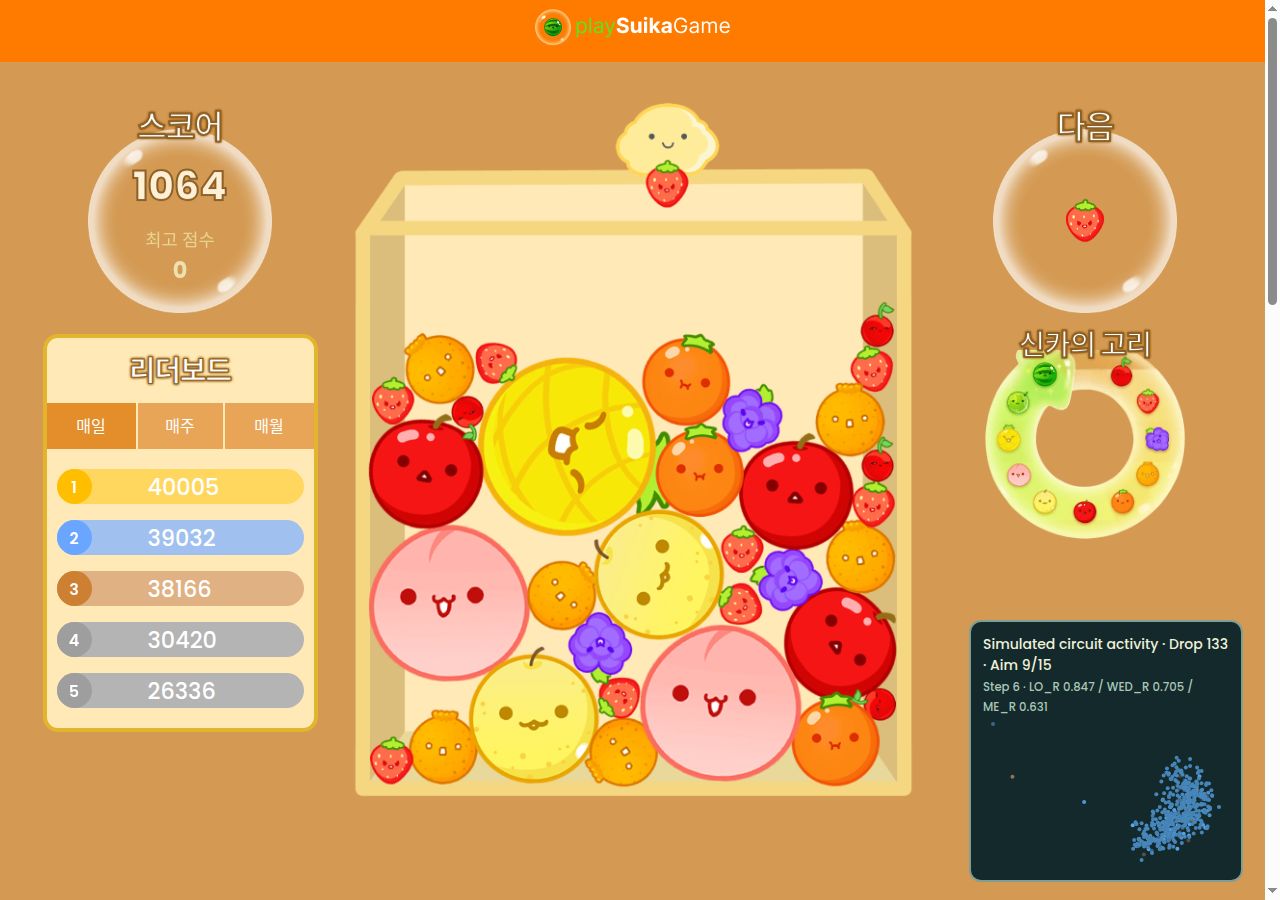 playSuikaGame
스코어
1064
최고 점수
0
다음
신카의 고리
리더보드
매일 매주 매월
1 40005
2 39032
3 38166
4 30420
5 26336
Simulated circuit activity · Drop 133
· Aim 9/15
Step 6 · LO_R 0.847 / WED_R 0.705 /
ME_R 0.631